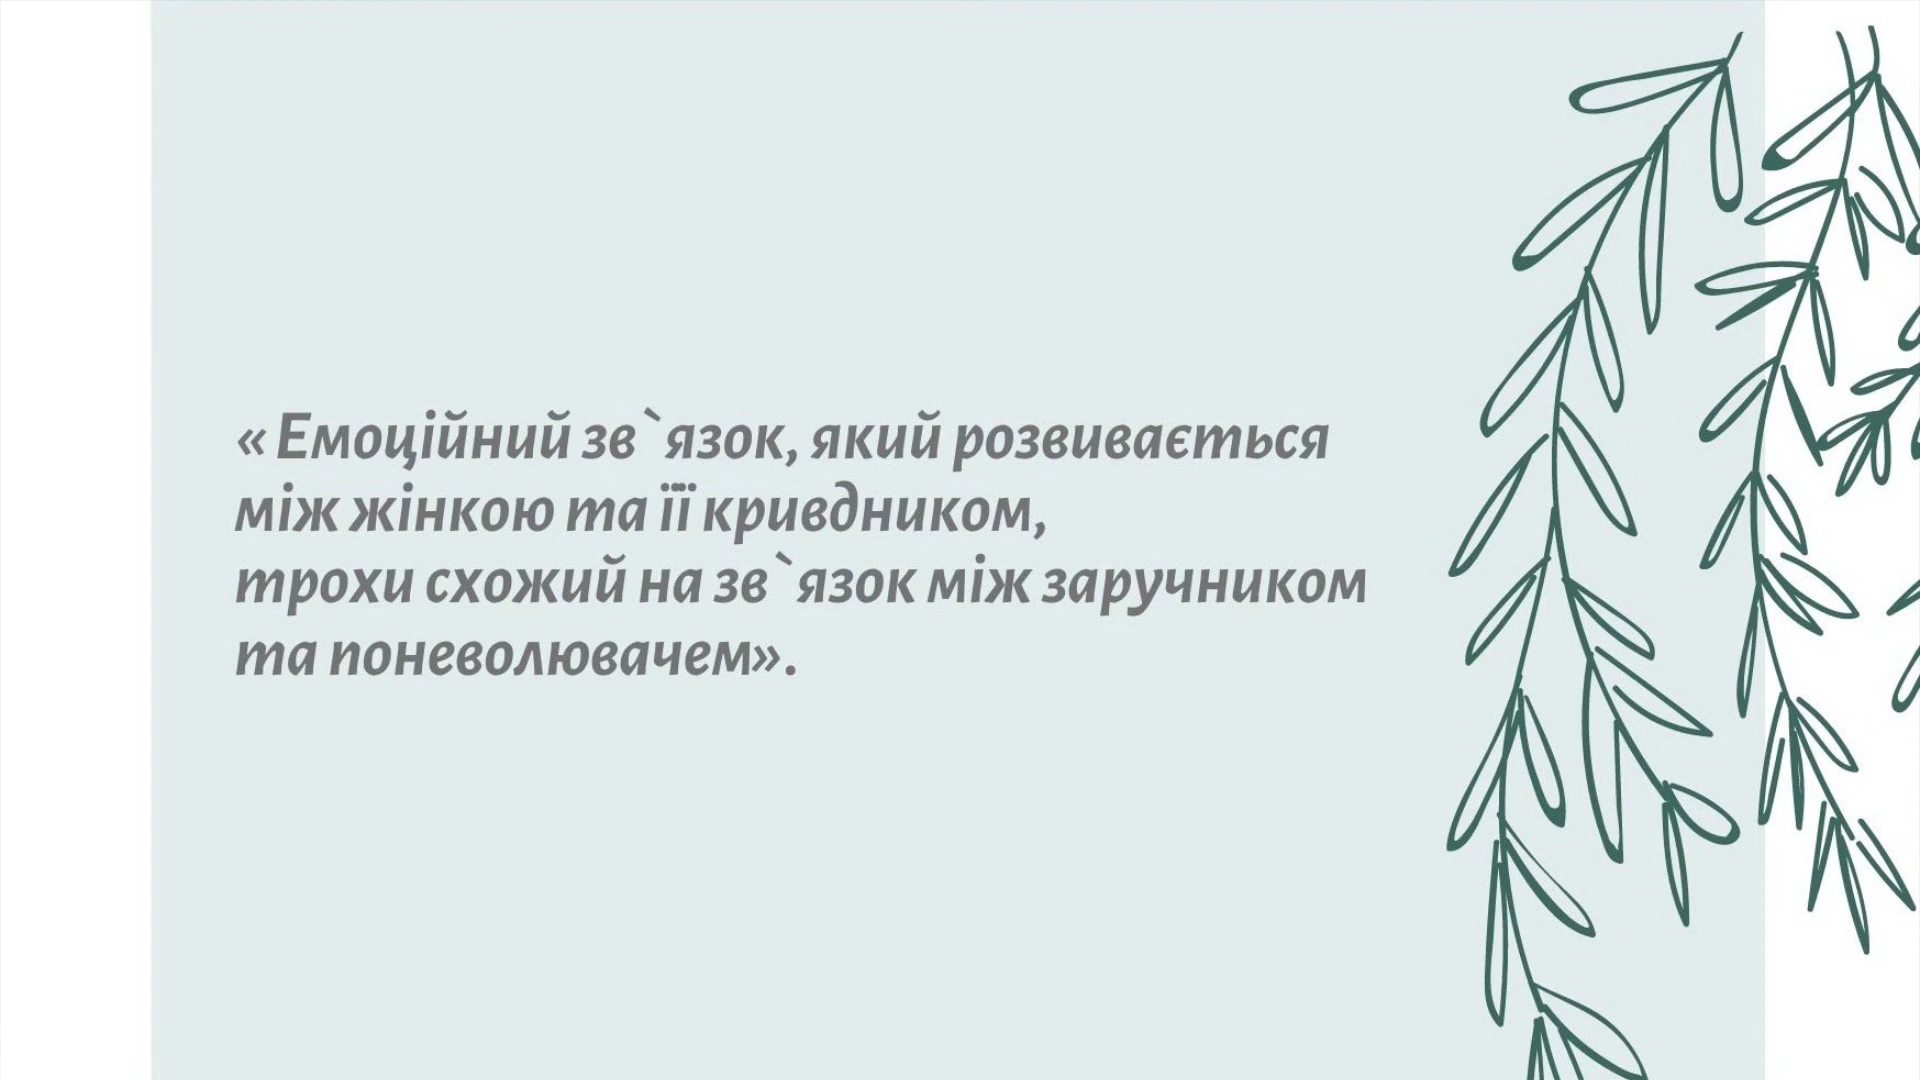 « Емоційний зв`язок, який розвивається
між жінкою та її кривдником,
трохи схожий на зв`язок між заручником
та поневолювачем».